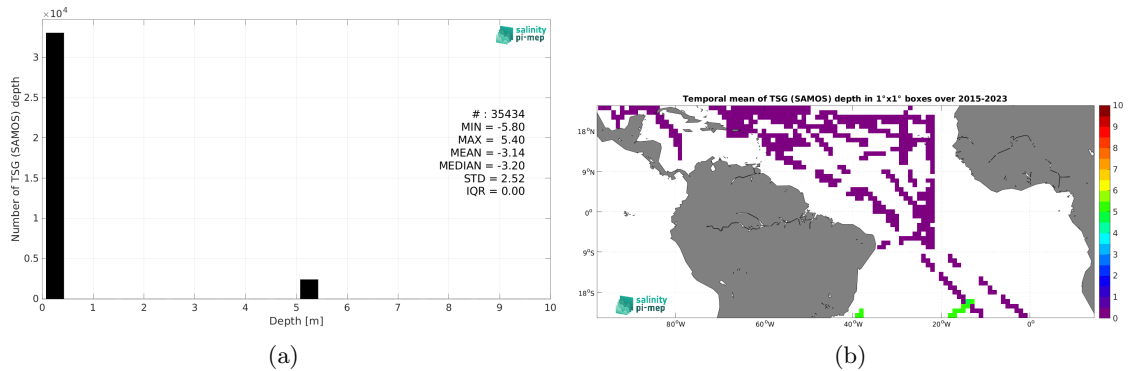 ×10⁴
3.5
3
2.5
2
1.5
1
0.5
0
Number of TSG (SAMOS) depth
0 1 2 3 4 5 6 7 8 9 10
Depth [m]
salinity
pi-mep
# : 35434
MIN = -5.80
MAX = 5.40
MEAN = -3.14
MEDIAN = -3.20
STD = 2.52
IQR = 0.00
(a)
Temporal mean of TSG (SAMOS) depth in 1°x1° boxes over 2015-2023
18°N
9°N
0°
9°S
18°S
80°W 60°W 40°W 20°W 0°
salinity
pi-mep
10
9
8
7
6
5
4
3
2
1
0
(b)